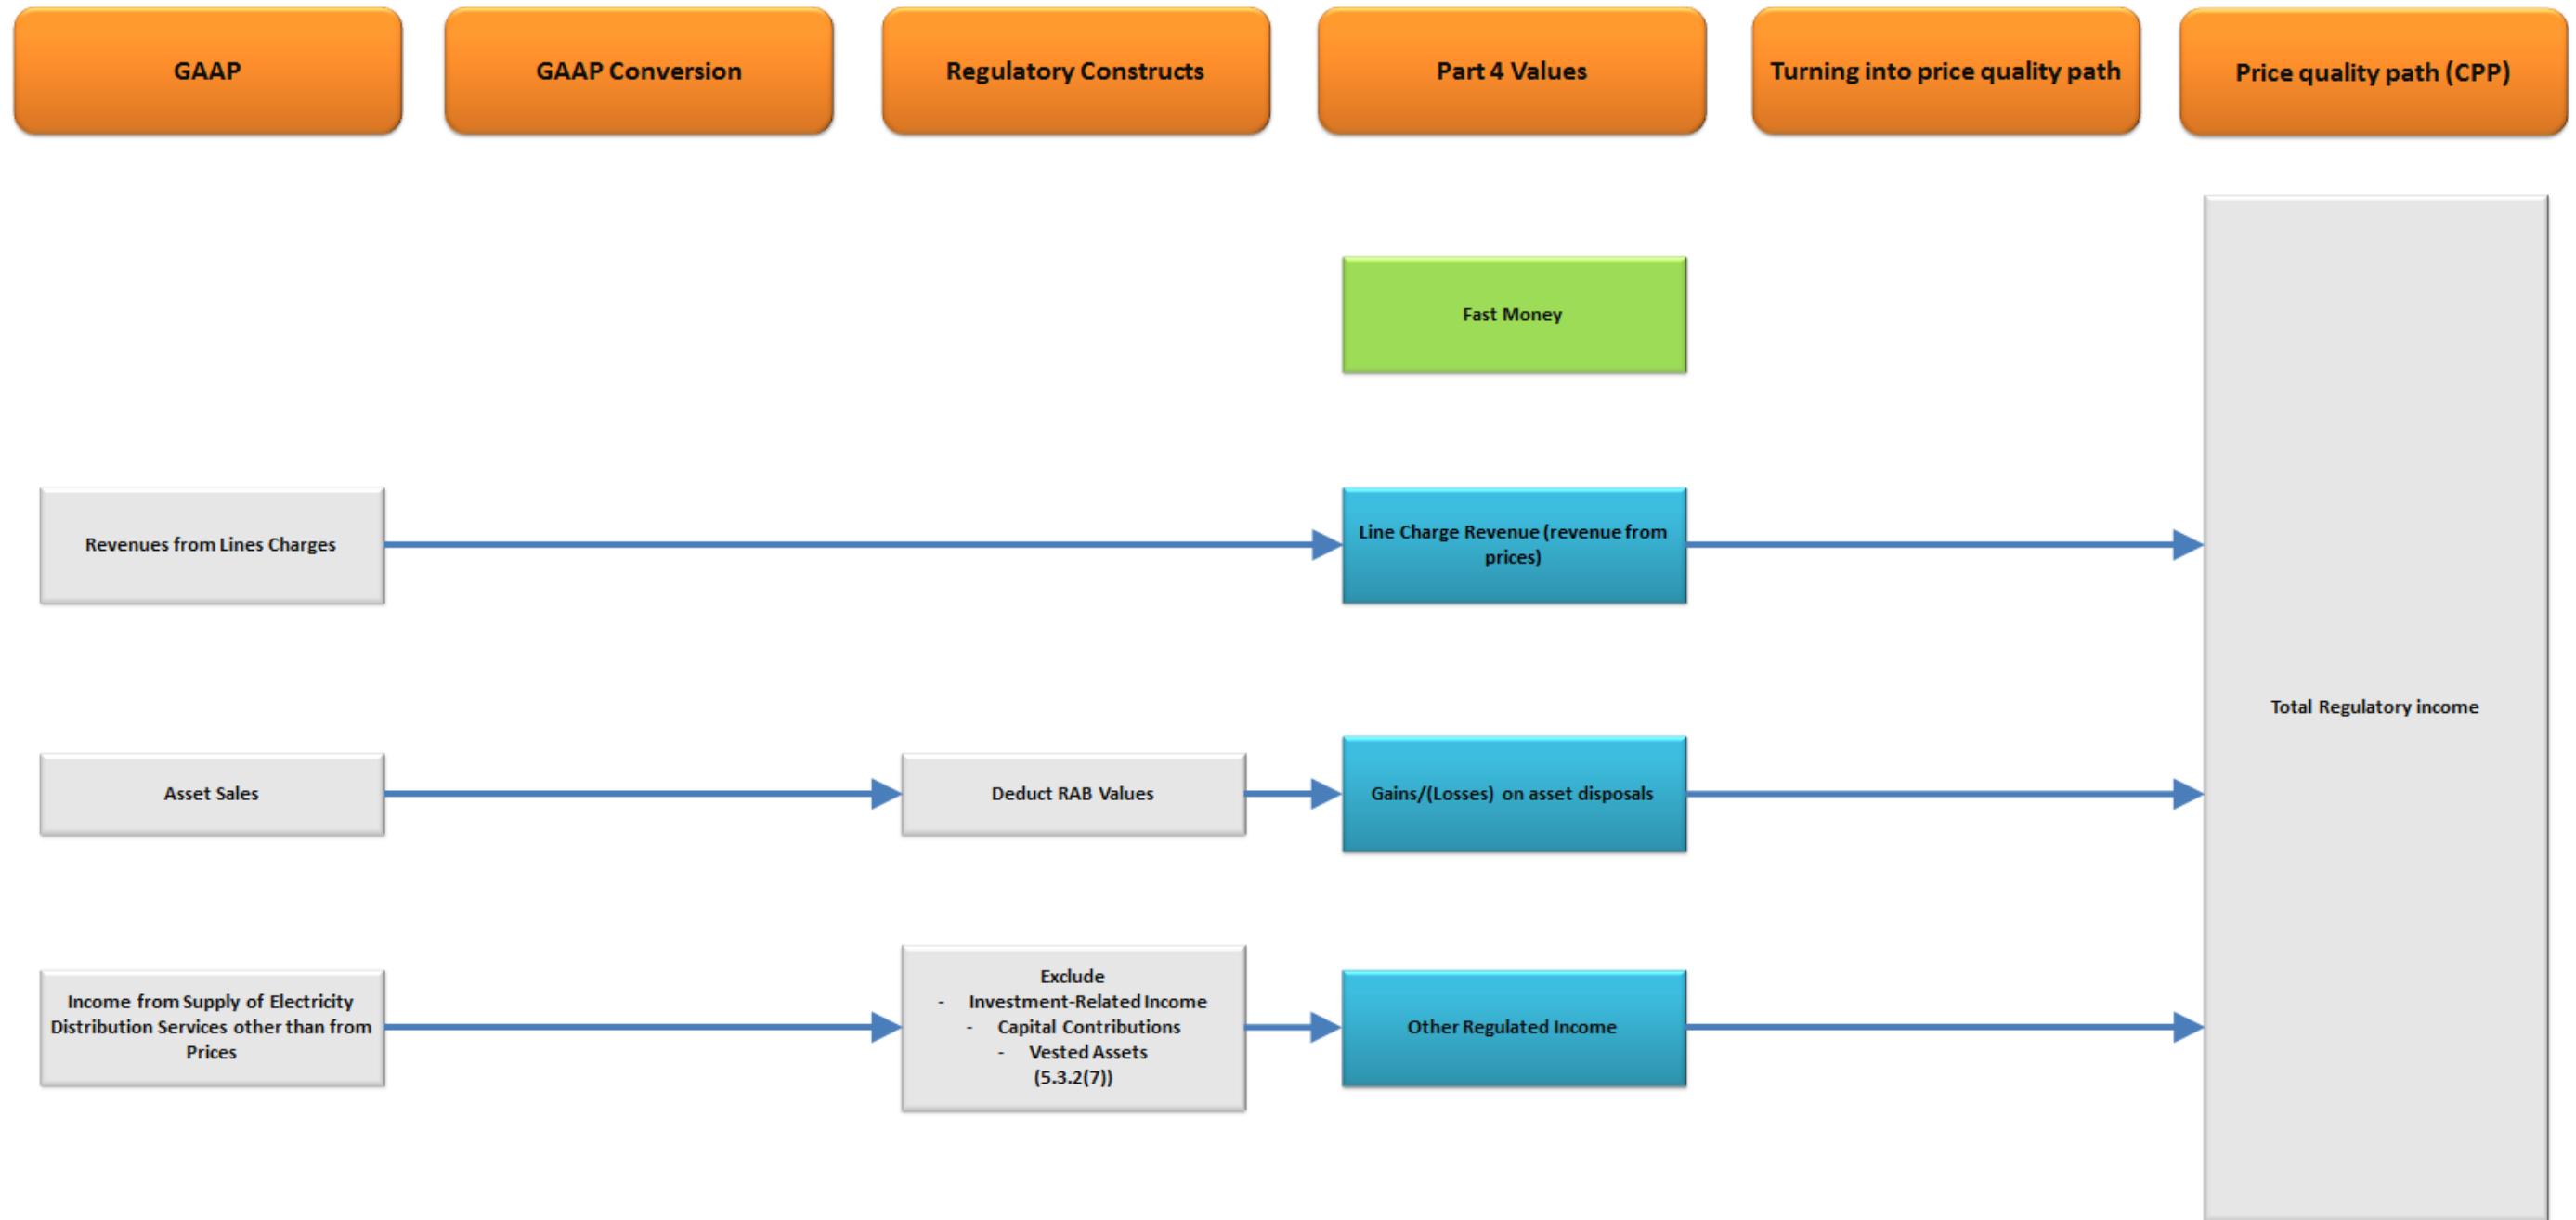 GAAP
GAAP Conversion
Regulatory Constructs
Part 4 Values
Turning into price quality path
Price quality path (CPP)
Fast Money
Revenues from Lines Charges
Line Charge Revenue (revenue from
prices)
Total Regulatory income
Asset Sales
Deduct RAB Values
Gains/(Losses) on asset disposals
Income from Supply of Electricity
Distribution Services other than from
Prices
Exclude
- Investment-Related Income
- Capital Contributions
- Vested Assets
(5.3.2(7))
Other Regulated Income